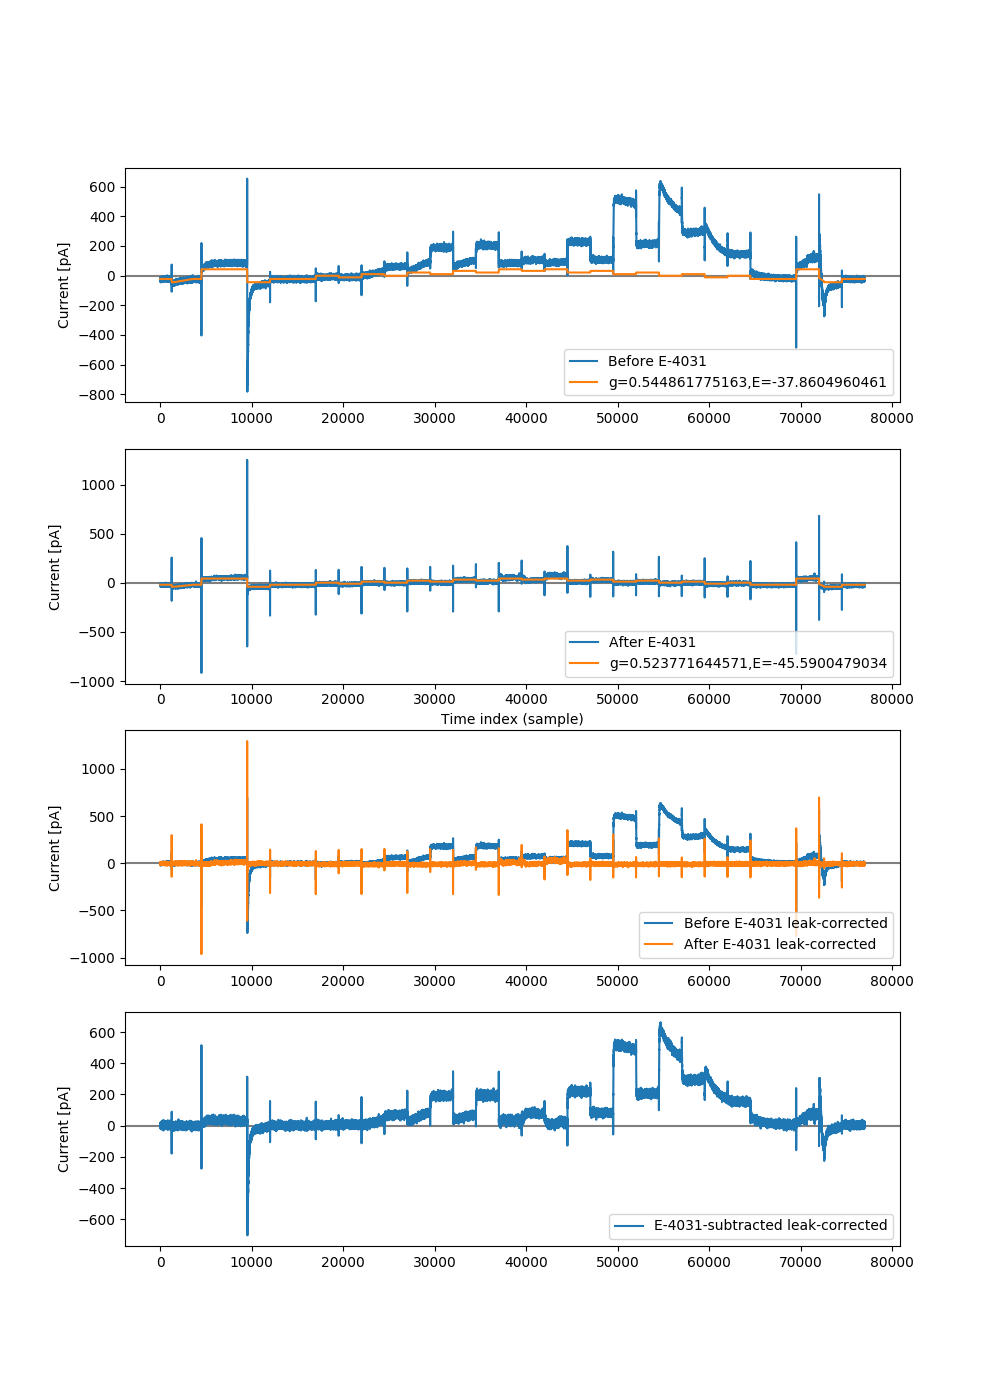 600
400
200
0
−200
−400
−600
−800
Current [pA]
Before E-4031
g=0.544861775163,E=-37.8604960461
0 10000 20000 30000 40000 50000 60000 70000 80000
1000
500
0
−500
−1000
Current [pA]
After E-4031
g=0.523771644571,E=-45.5900479034
0 10000 20000 30000 40000 50000 60000 70000 80000
Time index (sample)
1000
500
0
−500
−1000
Current [pA]
Before E-4031 leak-corrected
After E-4031 leak-corrected
0 10000 20000 30000 40000 50000 60000 70000 80000
600
400
200
0
−200
−400
−600
Current [pA]
E-4031-subtracted leak-corrected
0 10000 20000 30000 40000 50000 60000 70000 80000